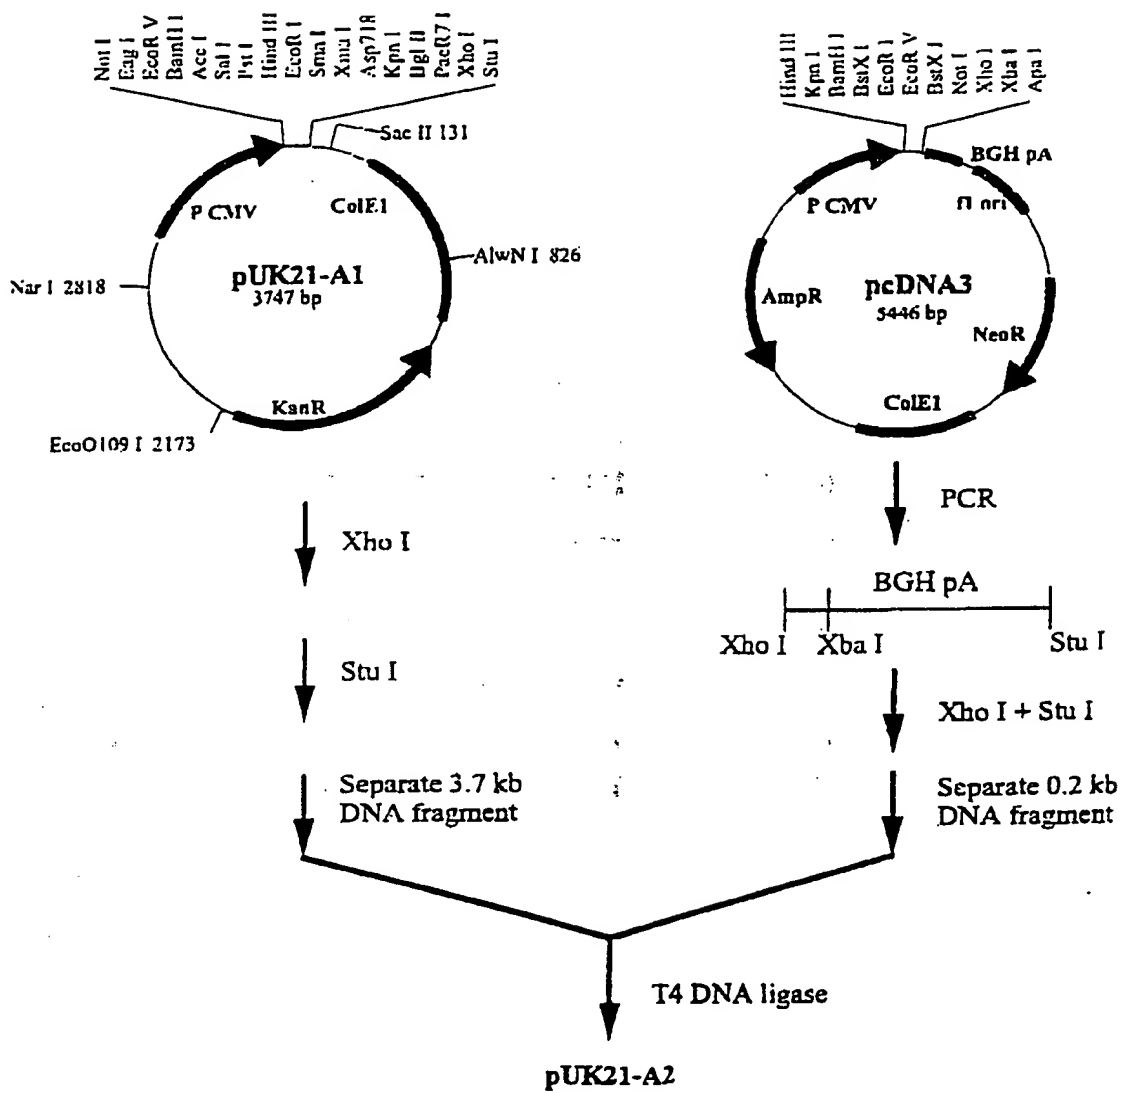 Not I
Eag I
EcoR V
BamH I
Acc I
Sal I
Pst I
Hind III
EcoR I
Sma I
Xma I
Asp718
Kpn I
Bgl II
PaeR7 I
Xho I
Stu I
Hind III
Kpn I
BamH I
BstX I
EcoR I
EcoR V
BstX I
Not I
Xho I
Xba I
Apa I
Sac II 131
P CMV
ColE1
AlwN I 826
pUK21-A1
3747 bp
Nar I 2818
KanR
EcoO109 I 2173
BGH pA
P CMV
f1 ori
AmpR
pcDNA3
5446 bp
NeoR
ColE1
Xho I
PCR
BGH pA
Xho I Xba I Stu I
Stu I
Xho I + Stu I
Separate 3.7 kb
DNA fragment
Separate 0.2 kb
DNA fragment
T4 DNA ligase
pUK21-A2